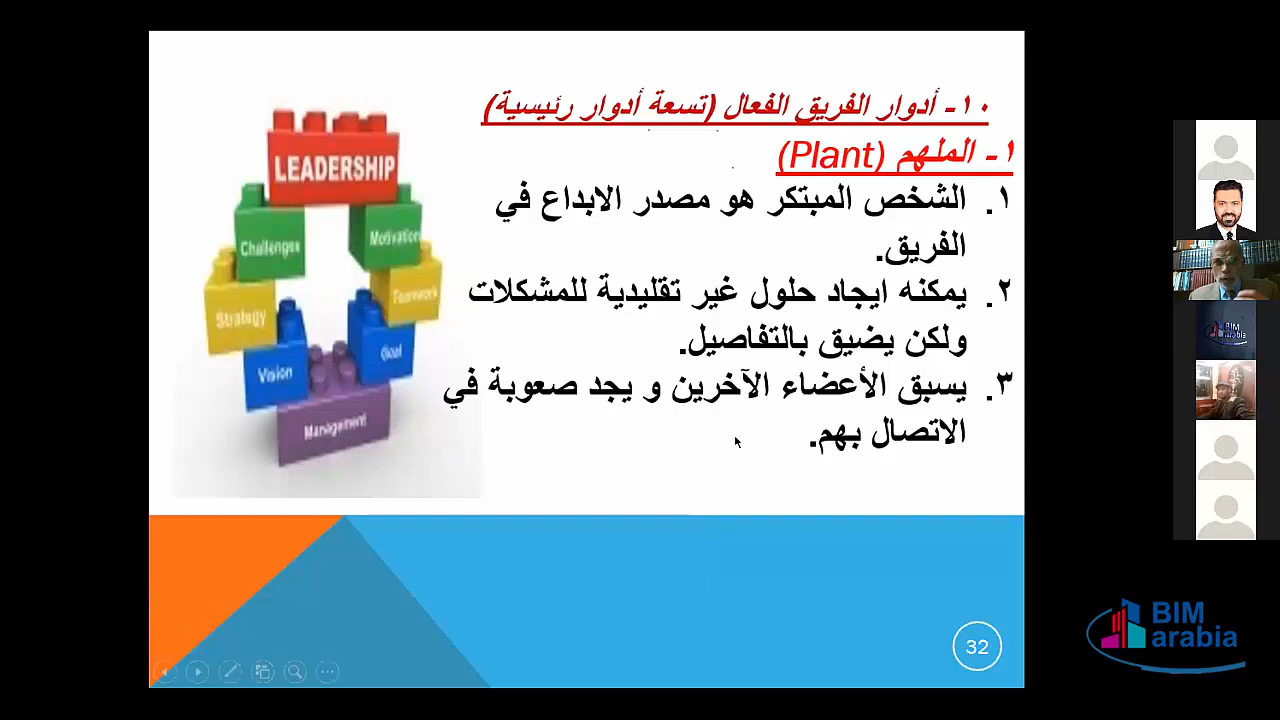 ١٠- أدوار الفريق الفعال (تسعة أدوار رئيسية)
١- الملهم (Plant)
١. الشخص المبتكر هو مصدر الابداع في
الفريق.
٢. يمكنه ايجاد حلول غير تقليدية للمشكلات
ولكن يضيق بالتفاصيل.
٣. يسبق الأعضاء الآخرين و يجد صعوبة في
الاتصال بهم.
LEADERSHIP
Challenges
Motivation
Strategy
Teamwork
Vision
Goal
Management
32
BIM
arabia
BIM
arabia